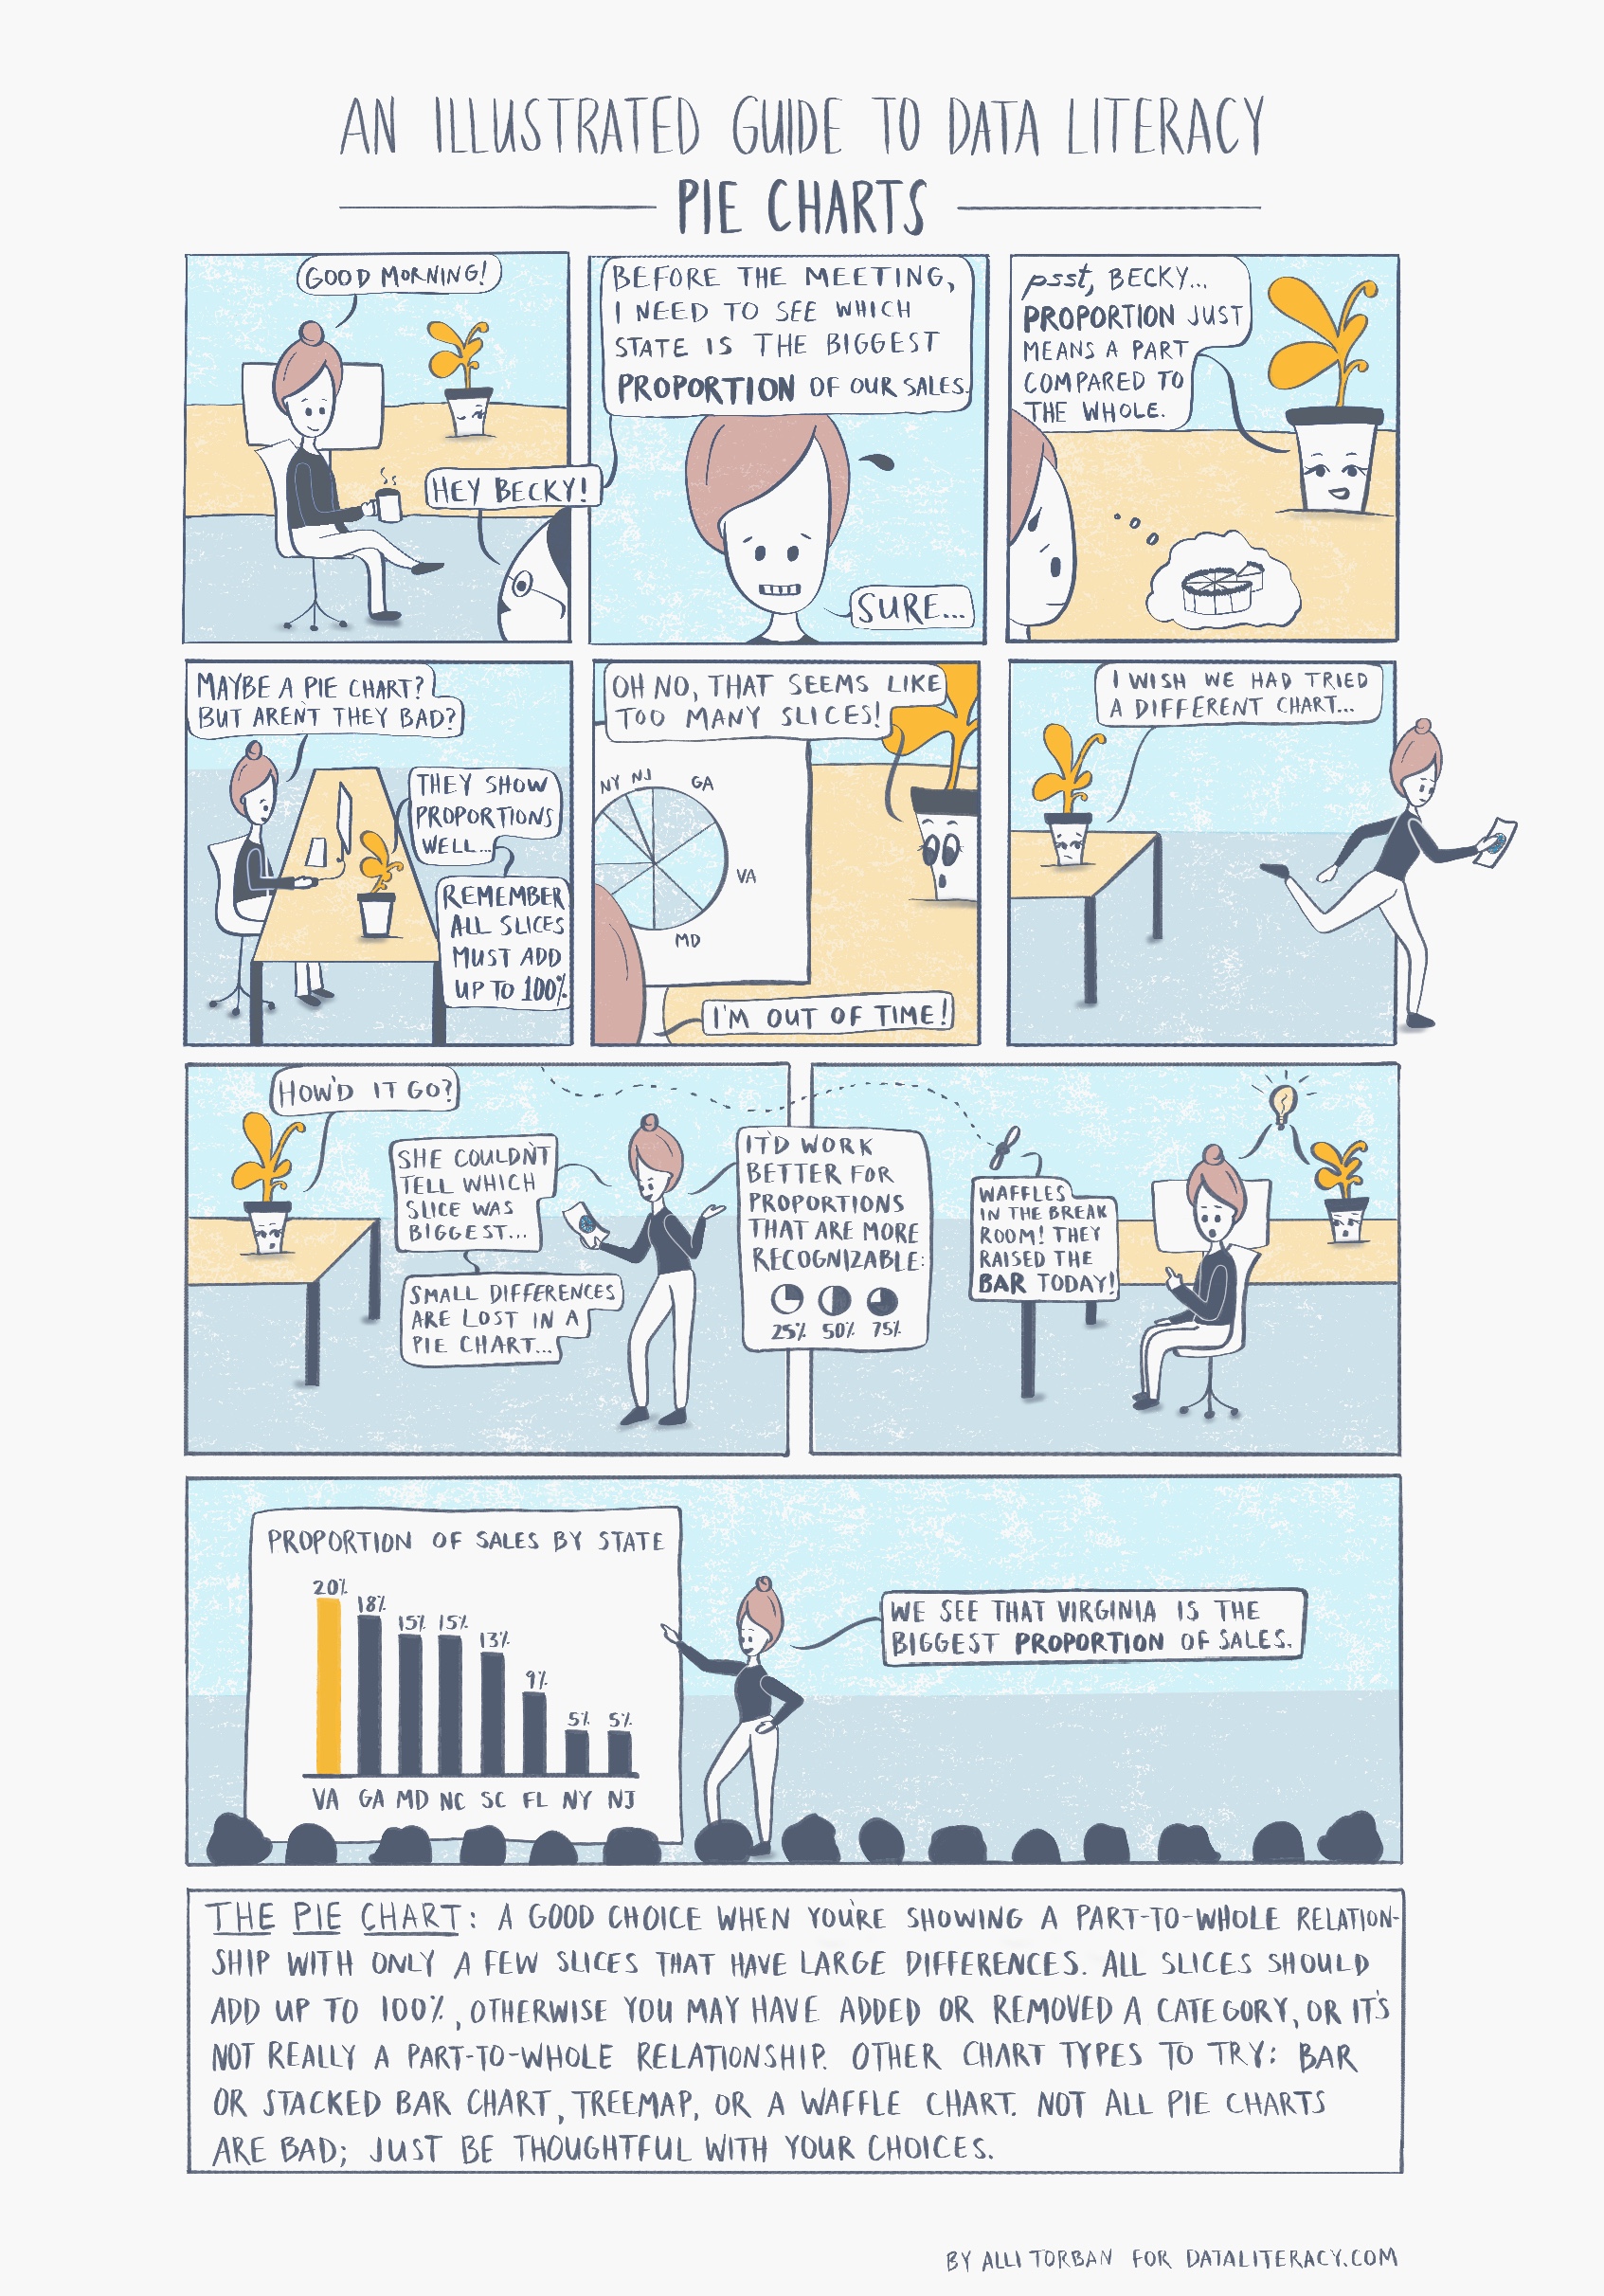 AN ILLUSTRATED GUIDE TO DATA LITERACY
PIE CHARTS
GOOD MORNING!
HEY BECKY!
BEFORE THE MEETING,
I NEED TO SEE WHICH
STATE IS THE BIGGEST
PROPORTION OF OUR SALES.
SURE...
psst, BECKY...
PROPORTION JUST
MEANS A PART
COMPARED TO
THE WHOLE.
MAYBE A PIE CHART?
BUT AREN'T THEY BAD?
THEY SHOW
PROPORTIONS
WELL...
REMEMBER
ALL SLICES
MUST ADD
UP TO 100%
OH NO, THAT SEEMS LIKE
TOO MANY SLICES!
NY NJ GA
VA
MD
I'M OUT OF TIME!
I WISH WE HAD TRIED
A DIFFERENT CHART...
HOW'D IT GO?
SHE COULDN'T
TELL WHICH
SLICE WAS
BIGGEST...
SMALL DIFFERENCES
ARE LOST IN A
PIE CHART...
IT'D WORK
BETTER FOR
PROPORTIONS
THAT ARE MORE
RECOGNIZABLE:
25% 50% 75%
WAFFLES
IN THE BREAK
ROOM! THEY
RAISED THE
BAR TODAY!
PROPORTION OF SALES BY STATE
20% 18% 15% 15% 13% 9% 5% 5%
VA GA MD NC SC FL NY NJ
WE SEE THAT VIRGINIA IS THE
BIGGEST PROPORTION OF SALES.
THE PIE CHART: A GOOD CHOICE WHEN YOU'RE SHOWING A PART-TO-WHOLE RELATION-
SHIP WITH ONLY A FEW SLICES THAT HAVE LARGE DIFFERENCES. ALL SLICES SHOULD
ADD UP TO 100%, OTHERWISE YOU MAY HAVE ADDED OR REMOVED A CATEGORY, OR IT'S
NOT REALLY A PART-TO-WHOLE RELATIONSHIP. OTHER CHART TYPES TO TRY: BAR
OR STACKED BAR CHART, TREEMAP, OR A WAFFLE CHART. NOT ALL PIE CHARTS
ARE BAD; JUST BE THOUGHTFUL WITH YOUR CHOICES.
BY ALLI TORBAN FOR DATALITERACY.COM